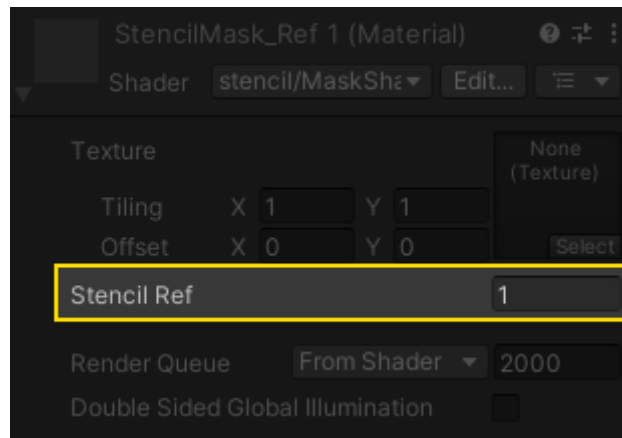 StencilMask_Ref 1 (Material)
Shader stencil/MaskSha Edit...
Texture
None
(Texture)
Tiling X 1 Y 1
Offset X 0 Y 0 Select
Stencil Ref 1
Render Queue From Shader 2000
Double Sided Global Illumination